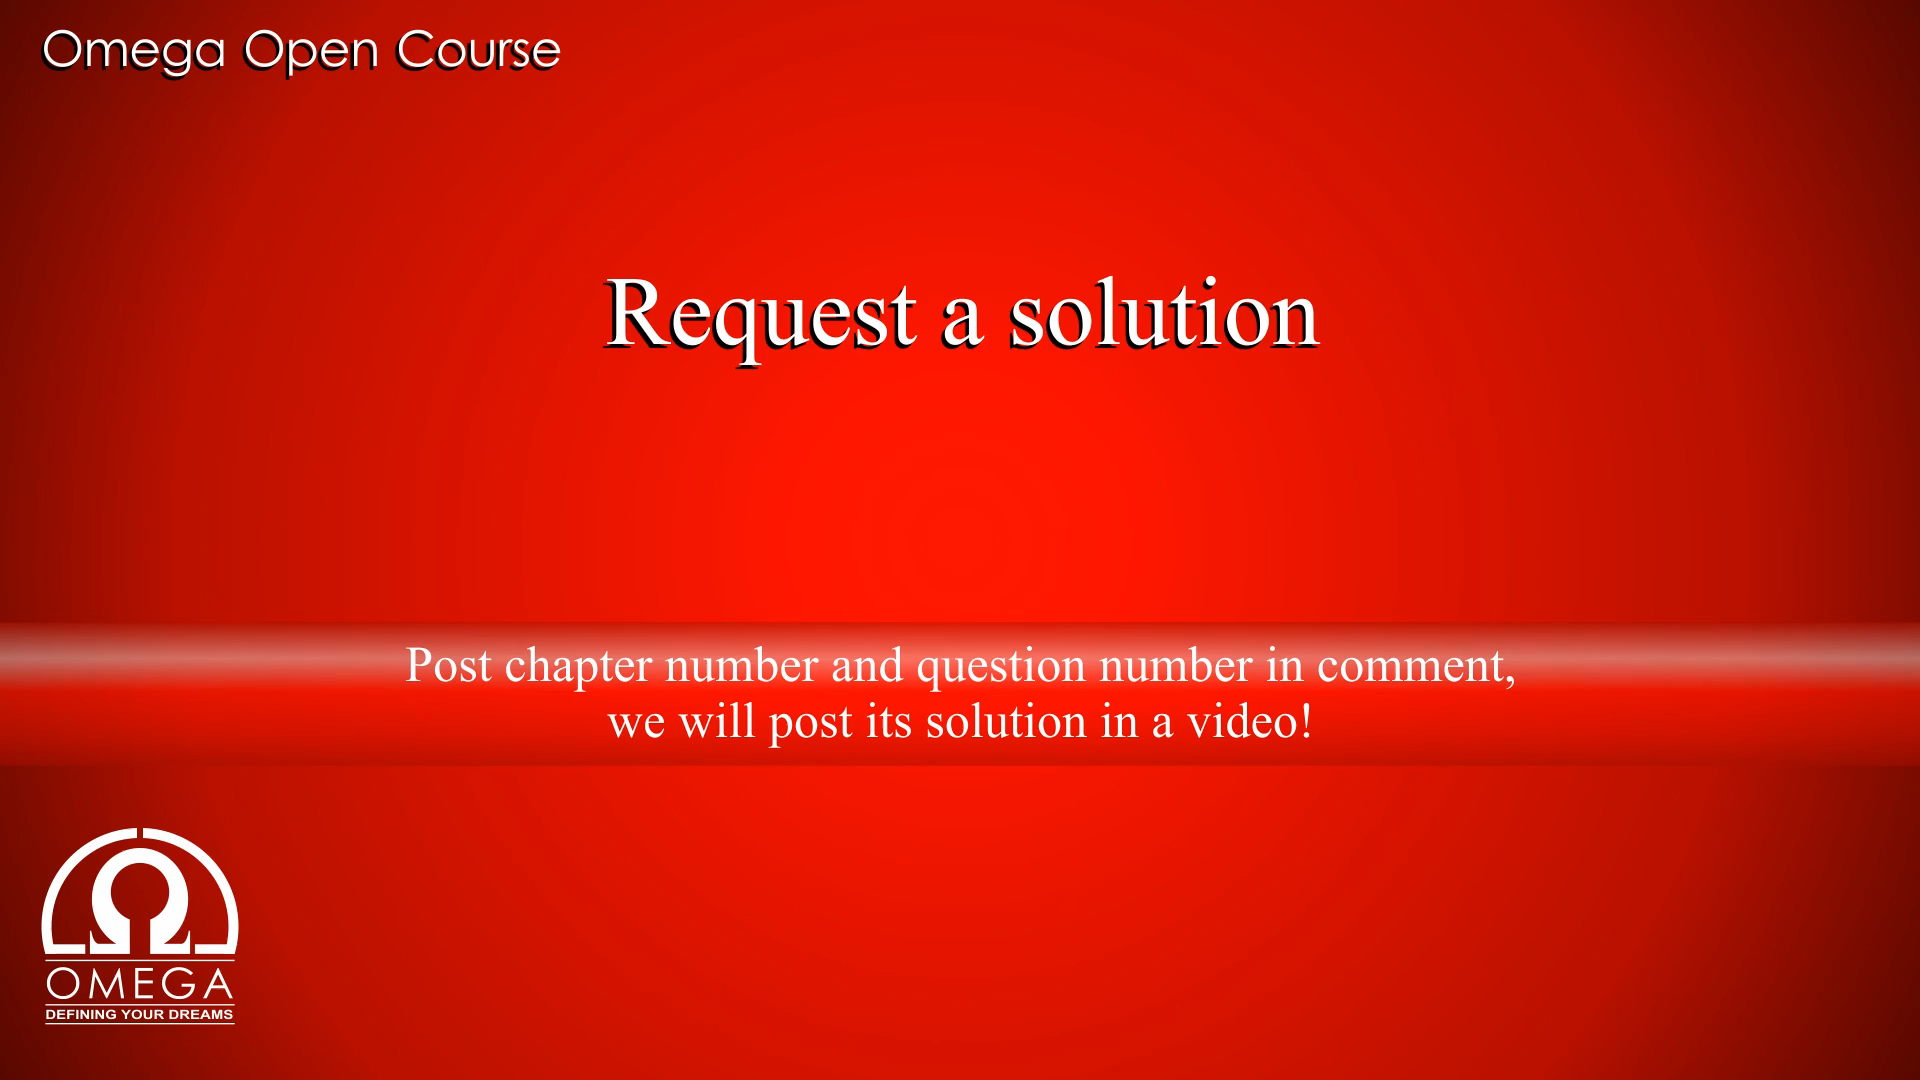 Omega Open Course
Request a solution
Post chapter number and question number in comment,
we will post its solution in a video!
Ω
OMEGA
DEFINING YOUR DREAMS